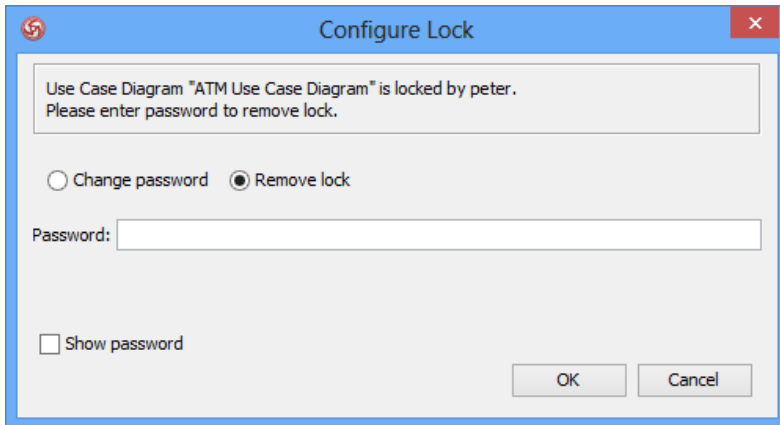 Configure Lock
Use Case Diagram "ATM Use Case Diagram" is locked by peter.
Please enter password to remove lock.
Change password Remove lock
Password:
Show password
OK Cancel